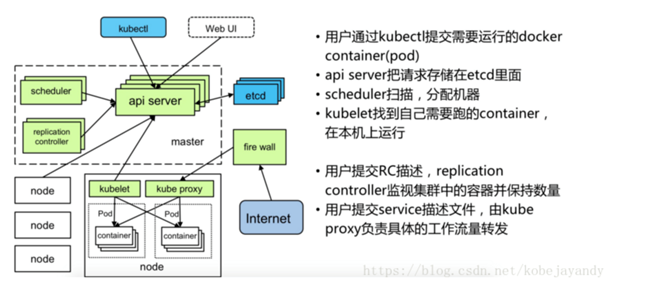 kubectl
Web UI
scheduler
api server
etcd
replication
controller
master
fire wall
node
kubelet
kube proxy
Internet
Pod
Pod
container
container
node
node
node
• 用户通过kubectl提交需要运行的docker
container(pod)
• api server把请求存储在etcd里面
• scheduler扫描，分配机器
• kubelet找到自己需要跑的container，
在本机上运行
• 用户提交RC描述，replication
controller监视集群中的容器并保持数量
• 用户提交service描述文件，由kube
proxy负责具体的工作流量转发
https://blog.csdn.net/kobejayandy